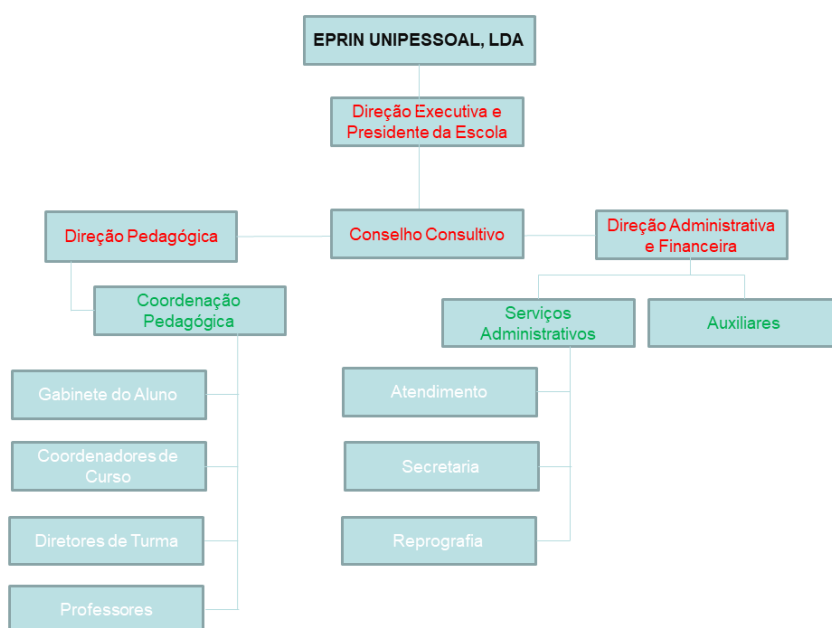 EPRIN UNIPESSOAL, LDA
Direção Executiva e
Presidente da Escola
Direção Pedagógica
Conselho Consultivo
Direção Administrativa
e Financeira
Coordenação
Pedagógica
Serviços
Administrativos
Auxiliares
Gabinete do Aluno
Atendimento
Coordenadores de
Curso
Secretaria
Diretores de Turma
Reprografia
Professores